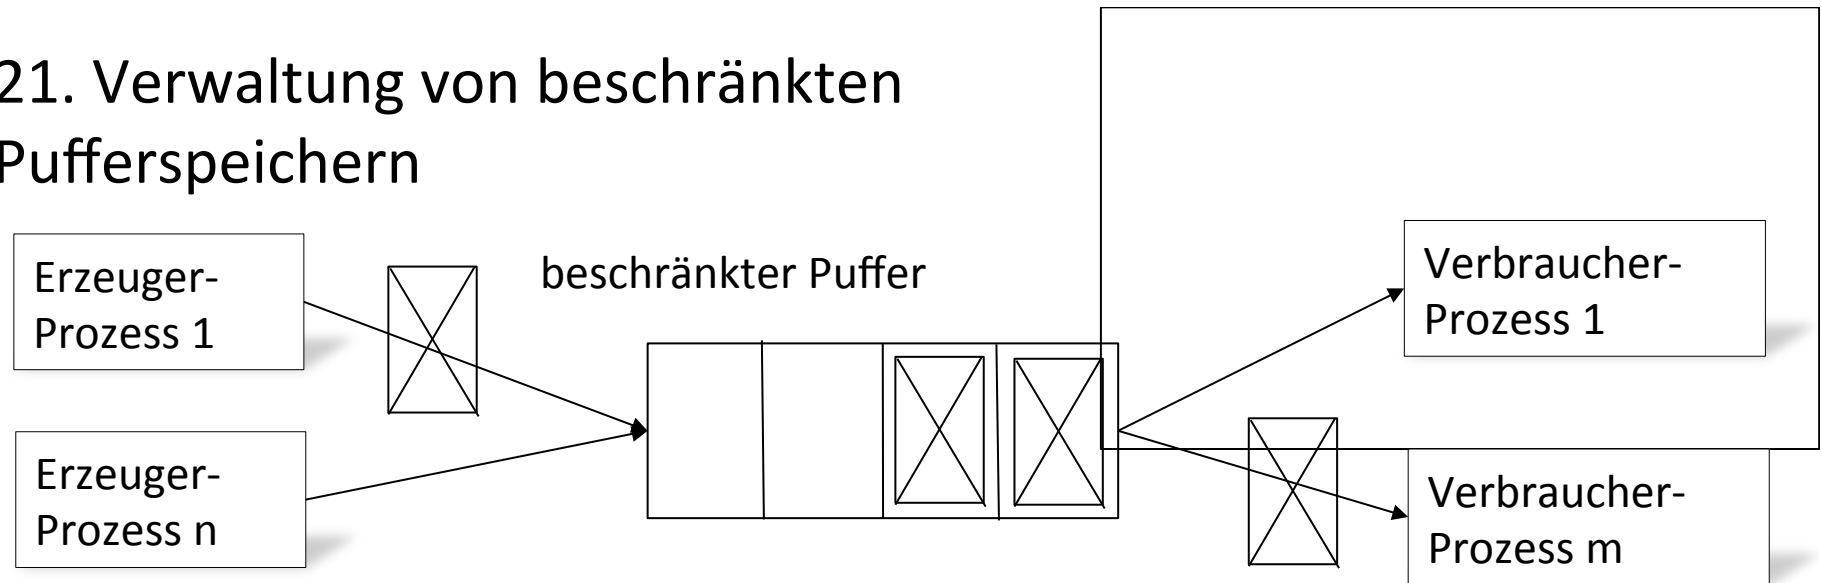 21. Verwaltung von beschränkten
Pufferspeichern
Erzeuger-
Prozess 1
beschränkter Puffer
Verbraucher-
Prozess 1
Erzeuger-
Prozess n
Verbraucher-
Prozess m